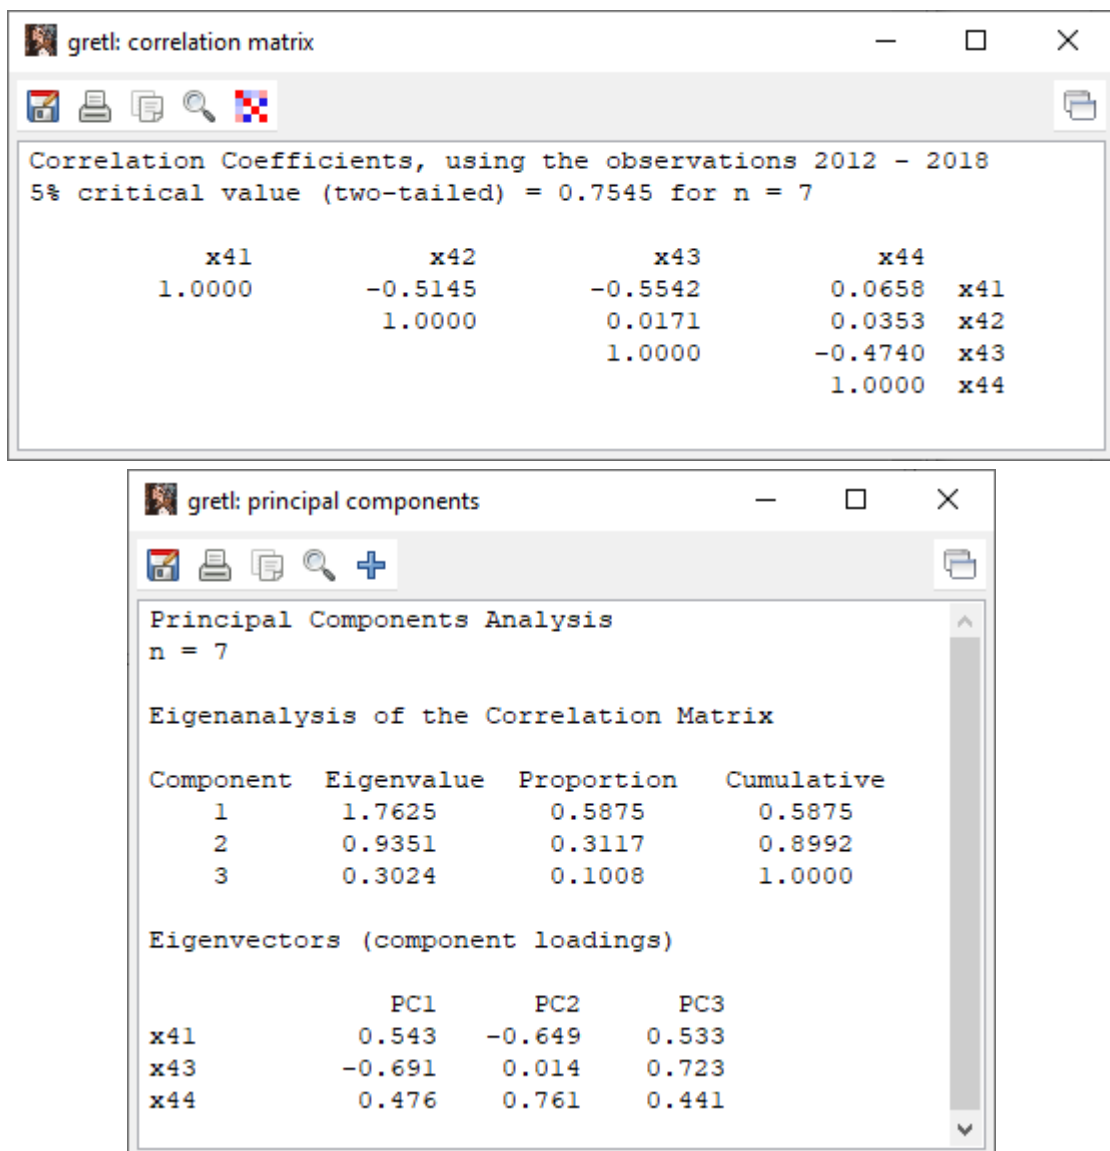 gretl: correlation matrix
Correlation Coefficients, using the observations 2012 - 2018
5% critical value (two-tailed) = 0.7545 for n = 7
x41 x42 x43 x44
1.0000 -0.5145 -0.5542 0.0658 x41
1.0000 0.0171 0.0353 x42
1.0000 -0.4740 x43
1.0000 x44
gretl: principal components
Principal Components Analysis
n = 7
Eigenanalysis of the Correlation Matrix
Component Eigenvalue Proportion Cumulative
1 1.7625 0.5875 0.5875
2 0.9351 0.3117 0.8992
3 0.3024 0.1008 1.0000
Eigenvectors (component loadings)
PC1 PC2 PC3
x41 0.543 -0.649 0.533
x43 -0.691 0.014 0.723
x44 0.476 0.761 0.441